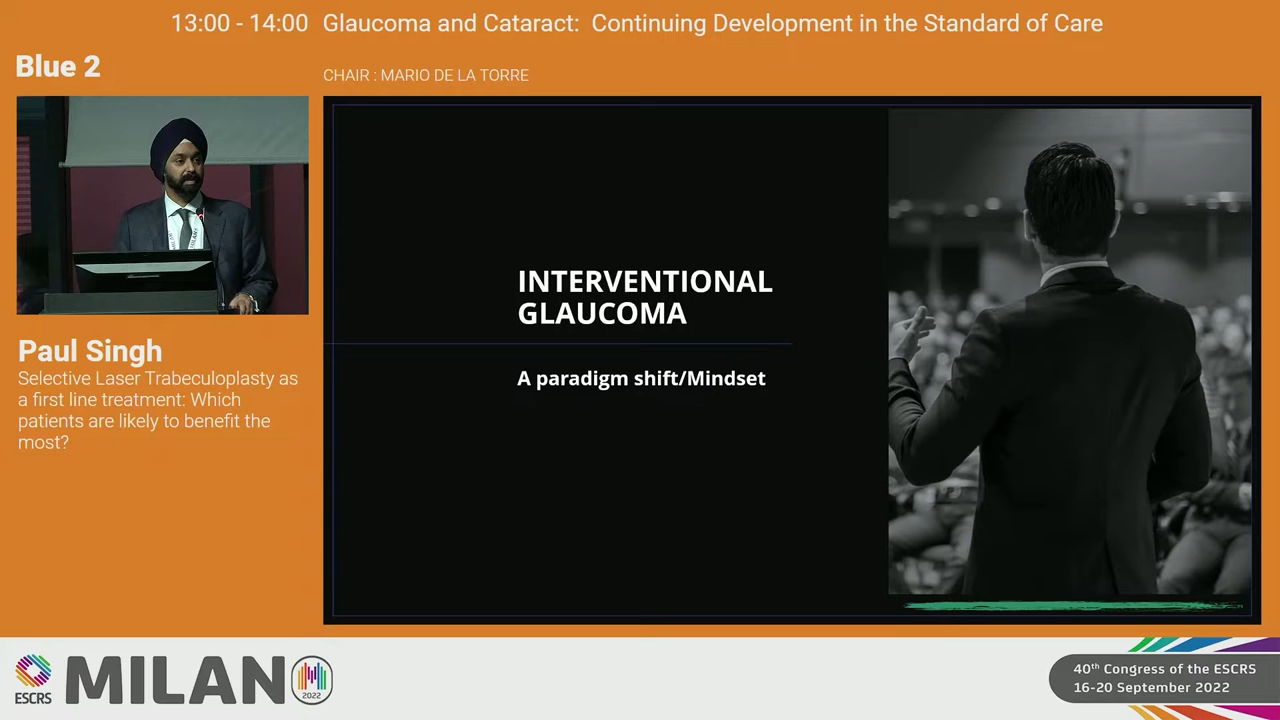 13:00 - 14:00 Glaucoma and Cataract: Continuing Development in the Standard of Care
Blue 2
CHAIR : MARIO DE LA TORRE
INTERVENTIONAL
GLAUCOMA
A paradigm shift/Mindset
Paul Singh
Selective Laser Trabeculoplasty as
a first line treatment: Which
patients are likely to benefit the
most?
ESCRS
MILANO
2022
40th Congress of the ESCRS
16-20 September 2022